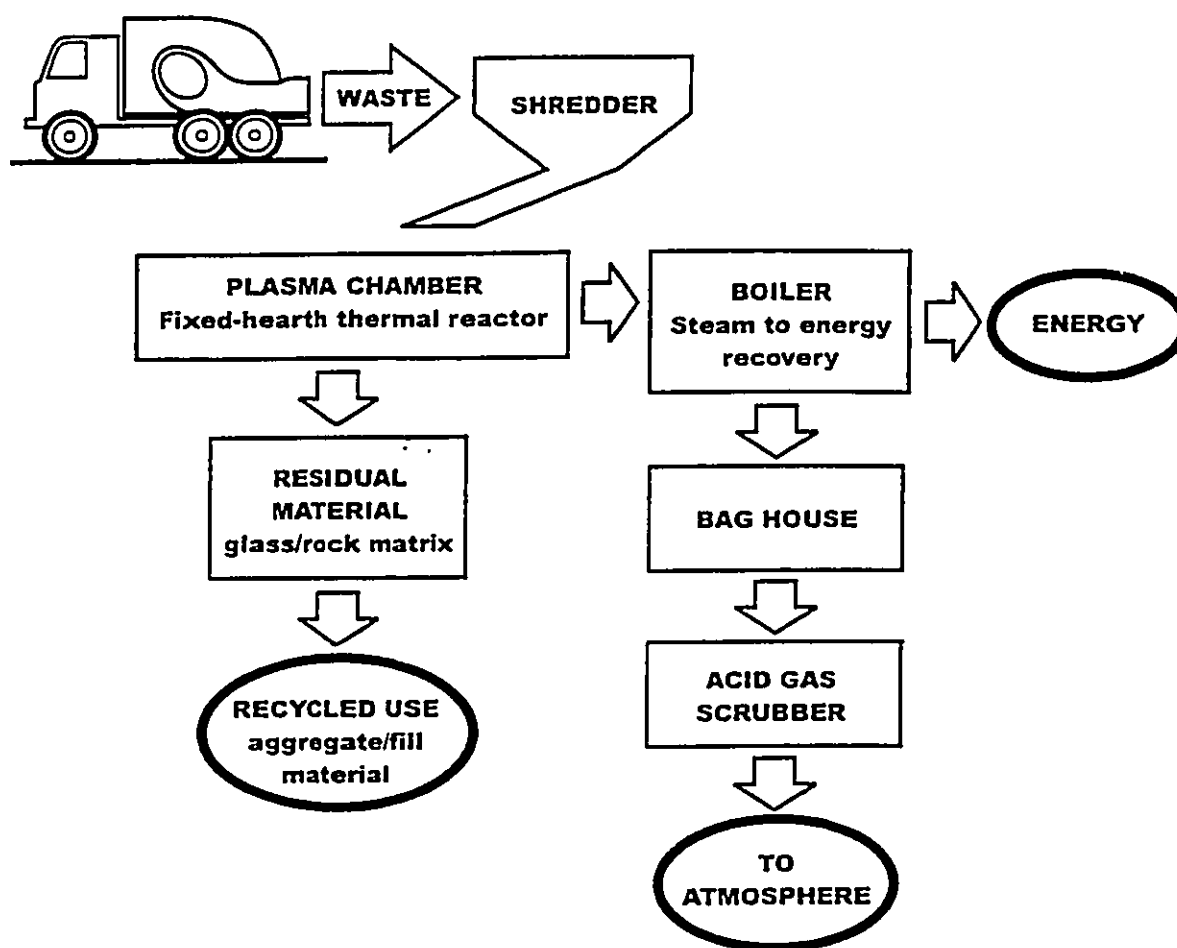 WASTE
SHREDDER
PLASMA CHAMBER
Fixed-hearth thermal reactor
BOILER
Steam to energy
recovery
ENERGY
RESIDUAL
MATERIAL
glass/rock matrix
BAG HOUSE
RECYCLED USE
aggregate/fill
material
ACID GAS
SCRUBBER
TO
ATMOSPHERE